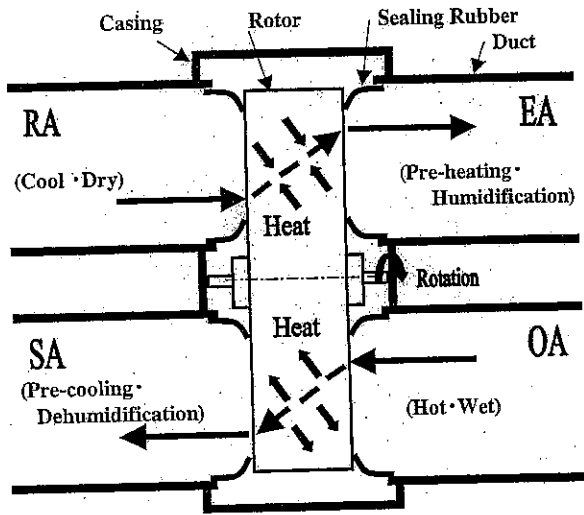 Casing
Rotor
Sealing Rubber
Duct
RA
EA
(Cool・Dry)
(Pre-heating・
Humidification)
Heat
Rotation
Heat
SA
OA
(Pre-cooling・
Dehumidification)
(Hot・Wet)